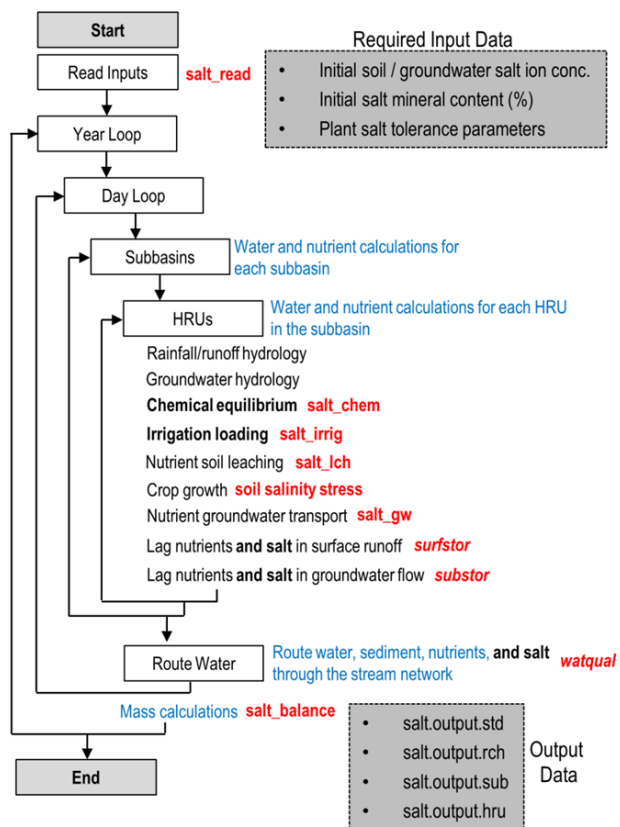 Start
Required Input Data
Read Inputs salt_read
• Initial soil / groundwater salt ion conc.
• Initial salt mineral content (%)
• Plant salt tolerance parameters
Year Loop
Day Loop
Subbasins
Water and nutrient calculations for
each subbasin
HRUs
Water and nutrient calculations for each HRU
in the subbasin
Rainfall/runoff hydrology
Groundwater hydrology
Chemical equilibrium salt_chem
Irrigation loading salt_irrig
Nutrient soil leaching salt_lch
Crop growth soil salinity stress
Nutrient groundwater transport salt_gw
Lag nutrients and salt in surface runoff surfstor
Lag nutrients and salt in groundwater flow substor
Route Water
Route water, sediment, nutrients, and salt
through the stream network
watqual
Mass calculations salt_balance
• salt.output.std
• salt.output.rch
• salt.output.sub
• salt.output.hru
Output
Data
End